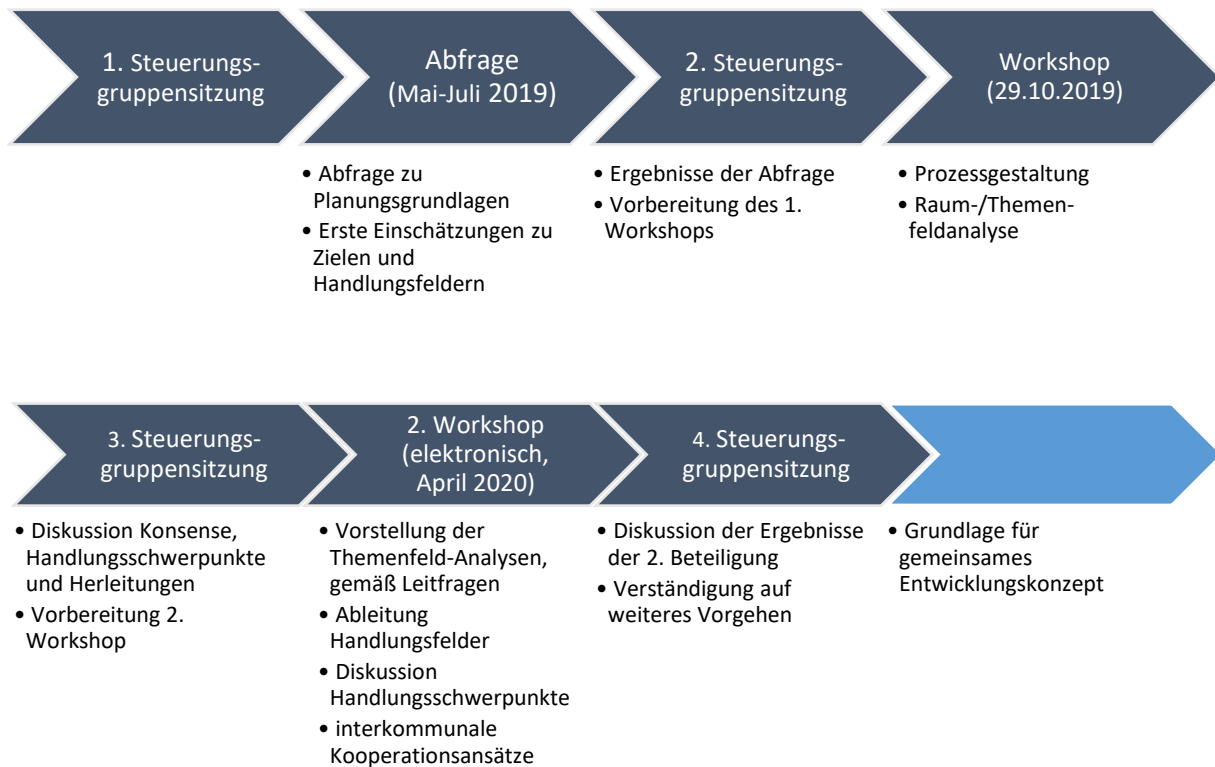 1. Steuerungs-
gruppensitzung
Abfrage
(Mai-Juli 2019)
2. Steuerungs-
gruppensitzung
Workshop
(29.10.2019)
• Abfrage zu
Planungsgrundlagen
• Erste Einschätzungen zu
Zielen und
Handlungsfeldern
• Ergebnisse der Abfrage
• Vorbereitung des 1.
Workshops
• Prozessgestaltung
• Raum-/Themen-
feldanalyse
3. Steuerungs-
gruppensitzung
2. Workshop
(elektronisch,
April 2020)
4. Steuerungs-
gruppensitzung
• Diskussion Konsense,
Handlungsschwerpunkte
und Herleitungen
• Vorbereitung 2.
Workshop
• Vorstellung der
Themenfeld-Analysen,
gemäß Leitfragen
• Ableitung
Handlungsfelder
• Diskussion
Handlungsschwerpunkte
• interkommunale
Kooperationsansätze
• Diskussion der Ergebnisse
der 2. Beteiligung
• Verständigung auf
weiteres Vorgehen
• Grundlage für
gemeinsames
Entwicklungskonzept